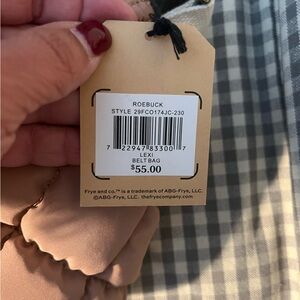 ROEBUCK
STYLE 29FCO174JC-230
7 22947 83300 7
LEXI
BELT BAG
$55.00
Frye and co.™ is a trademark of ABG-Frye, LLC.
©ABG-Frye, LLC. thefryecompany.com